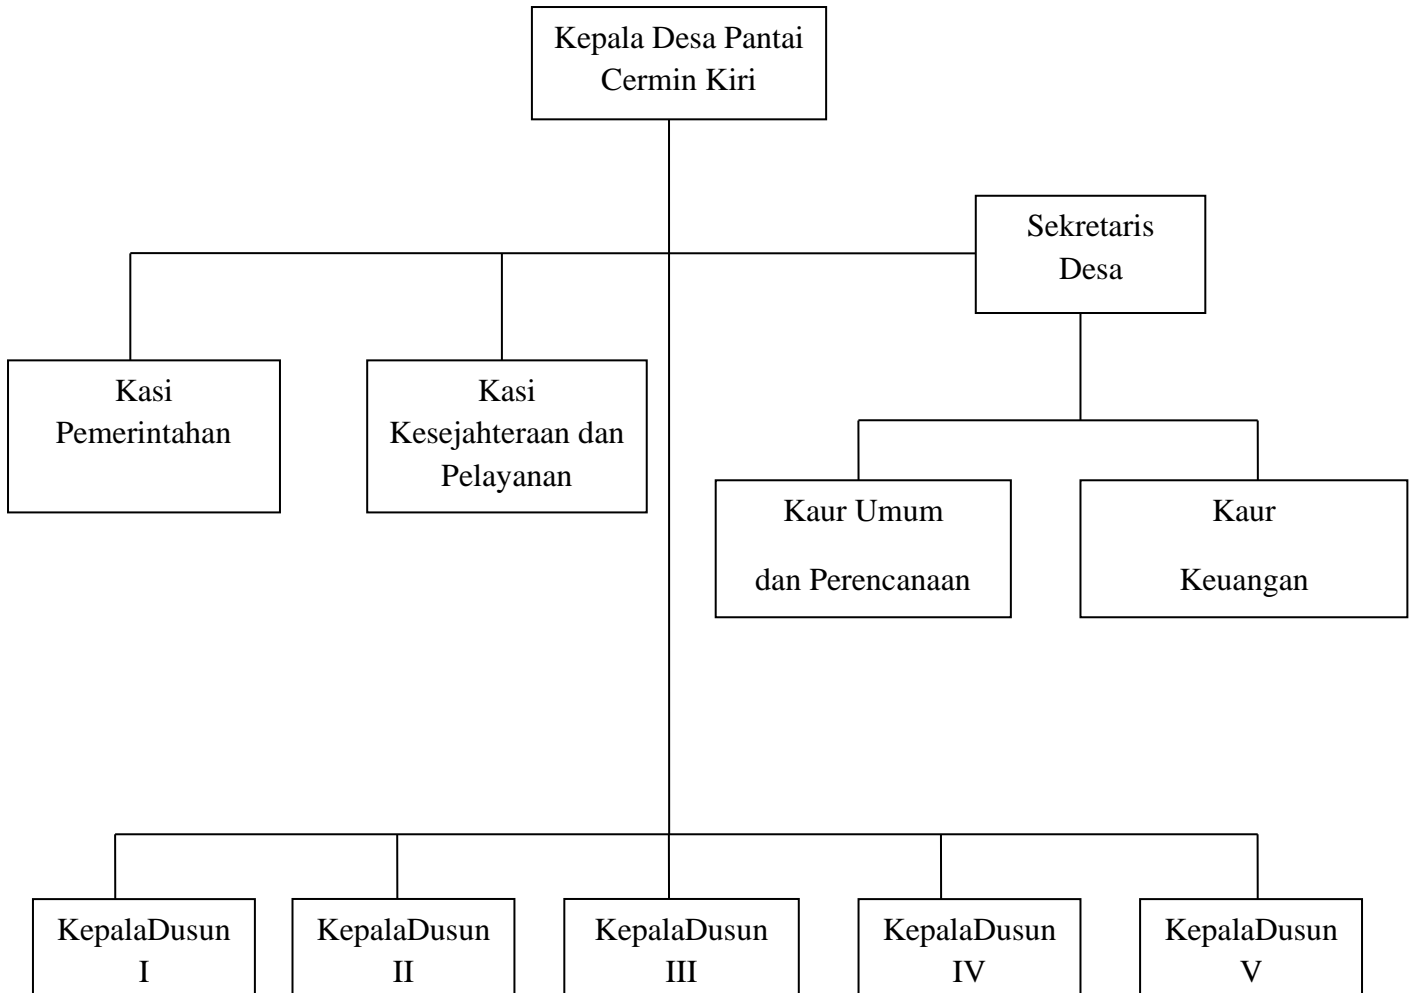 Kepala Desa Pantai
Cermin Kiri
Sekretaris
Desa
Kasi
Pemerintahan
Kasi
Kesejahteraan dan
Pelayanan
Kaur Umum
dan Perencanaan
Kaur
Keuangan
KepalaDusun
I
KepalaDusun
II
KepalaDusun
III
KepalaDusun
IV
KepalaDusun
V